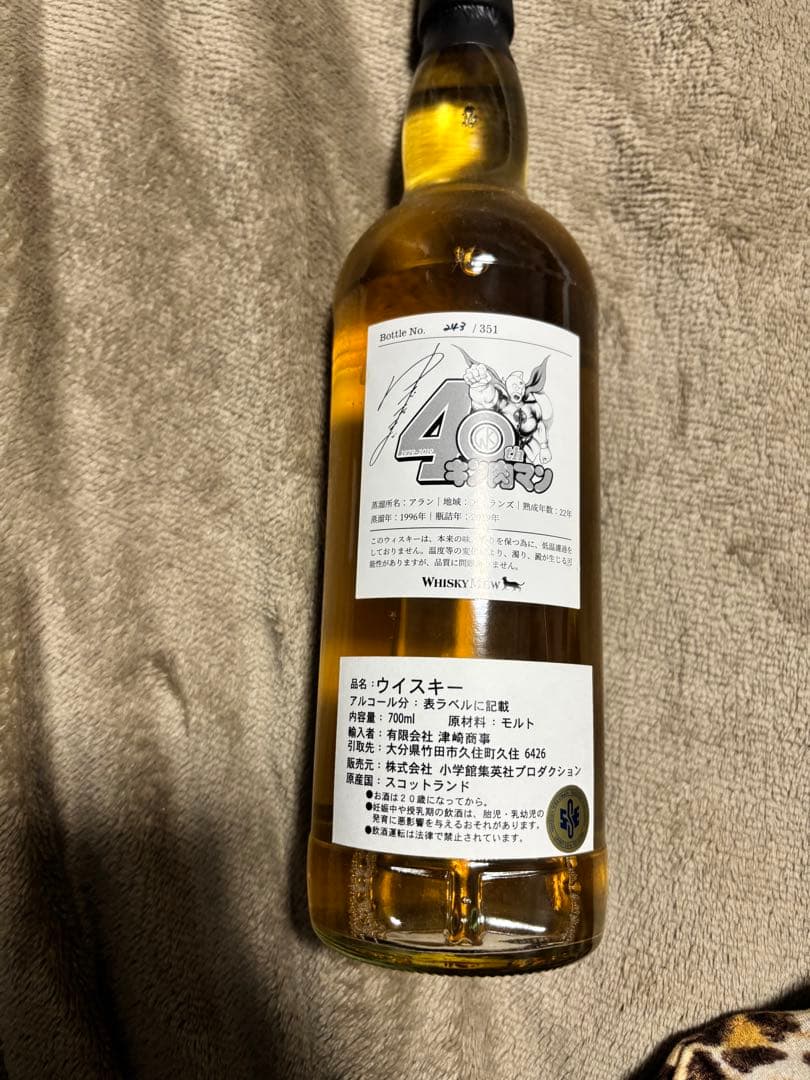 Bottle No. 243 / 351
40th
キン肉マン
蒸溜所名：アラン｜地域：ランズ｜熟成年数：22年
蒸溜年：1996年｜瓶詰年：年
このウィスキーは、本来の味を保つ為に、低温濾過を
しておりません。温度等の変化により、濁り、澱が生じる可
能性がありますが、品質に問題ありません。
WHISKY MEW
品名：ウイスキー
アルコール分：表ラベルに記載
内容量：700ml 原材料：モルト
輸入者：有限会社 津崎商事
引取先：大分県竹田市久住町久住 6426
販売元：株式会社 小学館集英社プロダクション
原産国：スコットランド
●お酒は２０歳になってから。
●妊娠中や授乳期の飲酒は、胎児・乳幼児の
発育に悪影響を与えるおそれがあります。
●飲酒運転は法律で禁止されています。